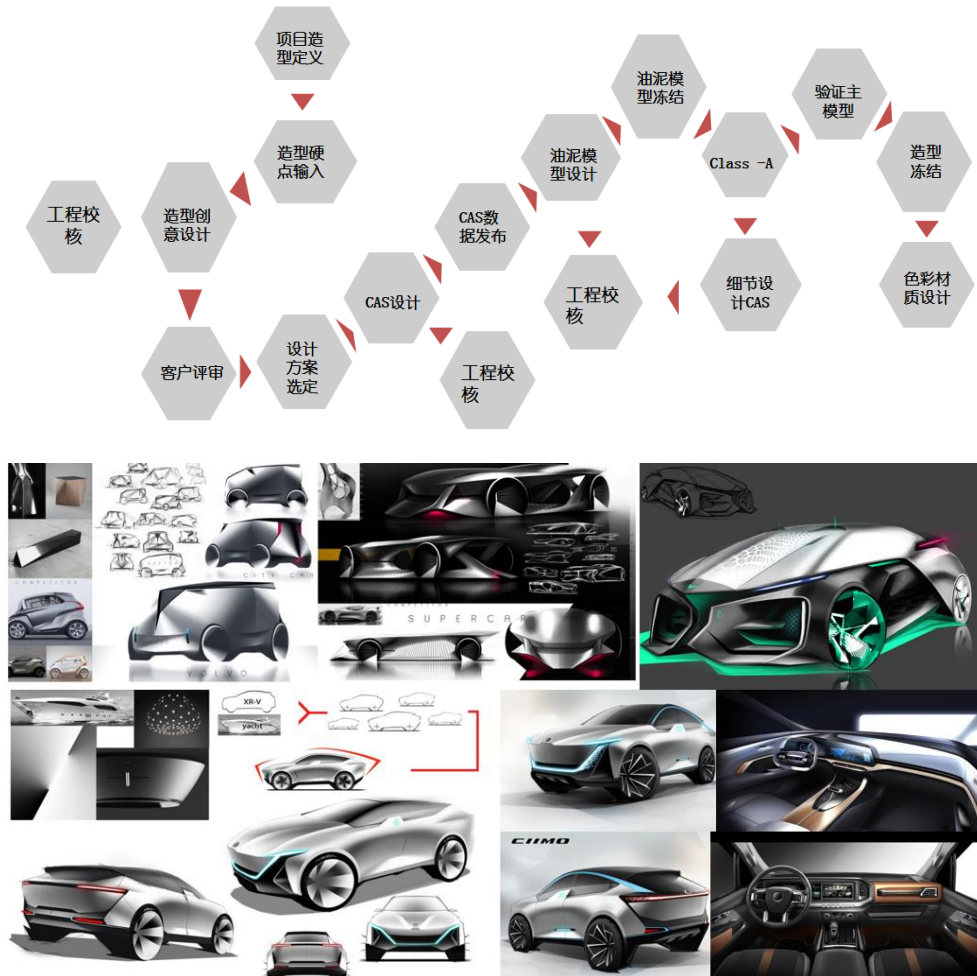 项目造
型定义
造型硬
点输入
造型创
意设计
工程校
核
客户评审
设计
方案
选定
CAS设计
工程校
核
CAS数
据发布
油泥模
型设计
工程校
核
油泥模
型冻结
Class -A
细节设
计CAS
验证主
模型
造型
冻结
色彩材
质设计
COMPETITOR
CITY CAR
VOLVO
COMPETITOR
SUPERCAR
XR-V
yacht
CIIMO